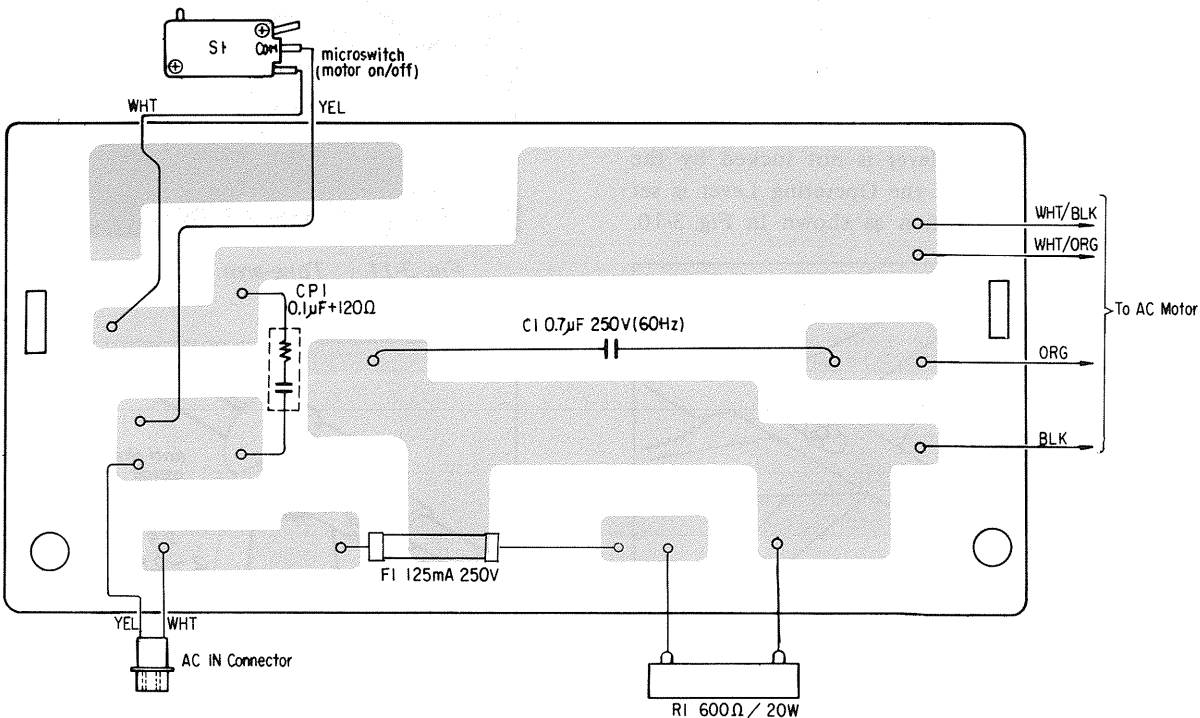 S1
COM
microswitch
(motor on/off)
WHT
YEL
WHT/BLK
WHT/ORG
CP1
0.1μF+120Ω
C1 0.7μF 250V(60Hz)
To AC Motor
ORG
BLK
F1 125mA 250V
YEL
WHT
AC IN Connector
R1 600Ω / 20W